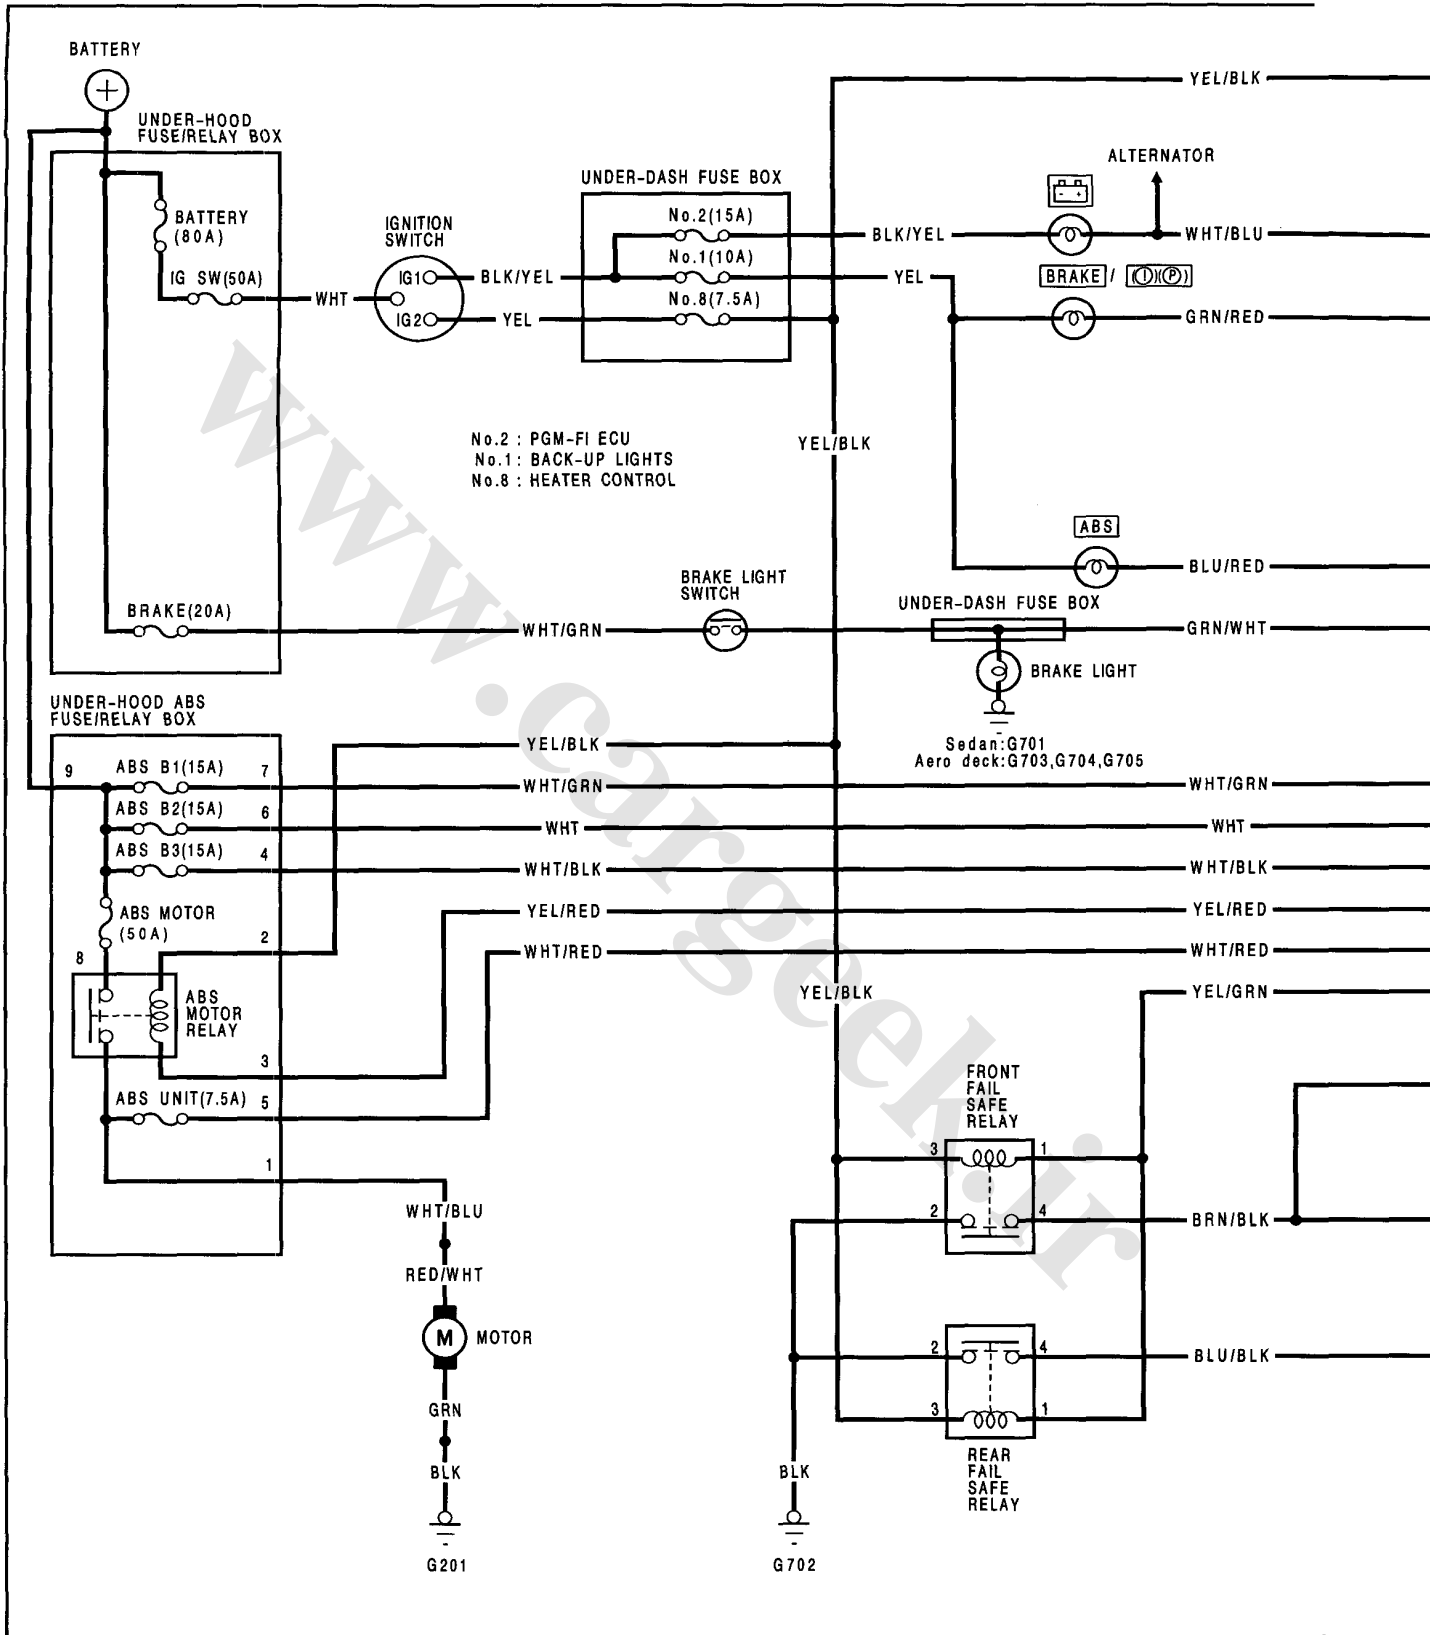 BATTERY
+
UNDER-HOOD
FUSE/RELAY BOX
BATTERY
(80A)
IG SW(50A)
WHT
IGNITION
SWITCH
IG1
IG2
BLK/YEL
YEL
UNDER-DASH FUSE BOX
No.2(15A)
No.1(10A)
No.8(7.5A)
YEL/BLK
ALTERNATOR
- +
BLK/YEL
WHT/BLU
YEL
BRAKE / (!)(P)
GRN/RED
No.2 : PGM-FI ECU
No.1 : BACK-UP LIGHTS
No.8 : HEATER CONTROL
YEL/BLK
ABS
BLU/RED
BRAKE(20A)
WHT/GRN
BRAKE LIGHT
SWITCH
UNDER-DASH FUSE BOX
GRN/WHT
BRAKE LIGHT
Sedan:G701
Aero deck:G703,G704,G705
UNDER-HOOD ABS
FUSE/RELAY BOX
YEL/BLK
9
ABS B1(15A)
7
WHT/GRN
WHT/GRN
ABS B2(15A)
6
WHT
WHT
ABS B3(15A)
4
WHT/BLK
WHT/BLK
ABS MOTOR
(50A)
YEL/RED
YEL/RED
2
8
WHT/RED
WHT/RED
ABS
MOTOR
RELAY
YEL/BLK
YEL/GRN
3
ABS UNIT(7.5A)
5
1
FRONT
FAIL
SAFE
RELAY
3
1
2
4
BRN/BLK
WHT/BLU
RED/WHT
M
MOTOR
GRN
BLK
G201
2
4
BLU/BLK
3
1
REAR
FAIL
SAFE
RELAY
BLK
G702
www.cargeek.ir